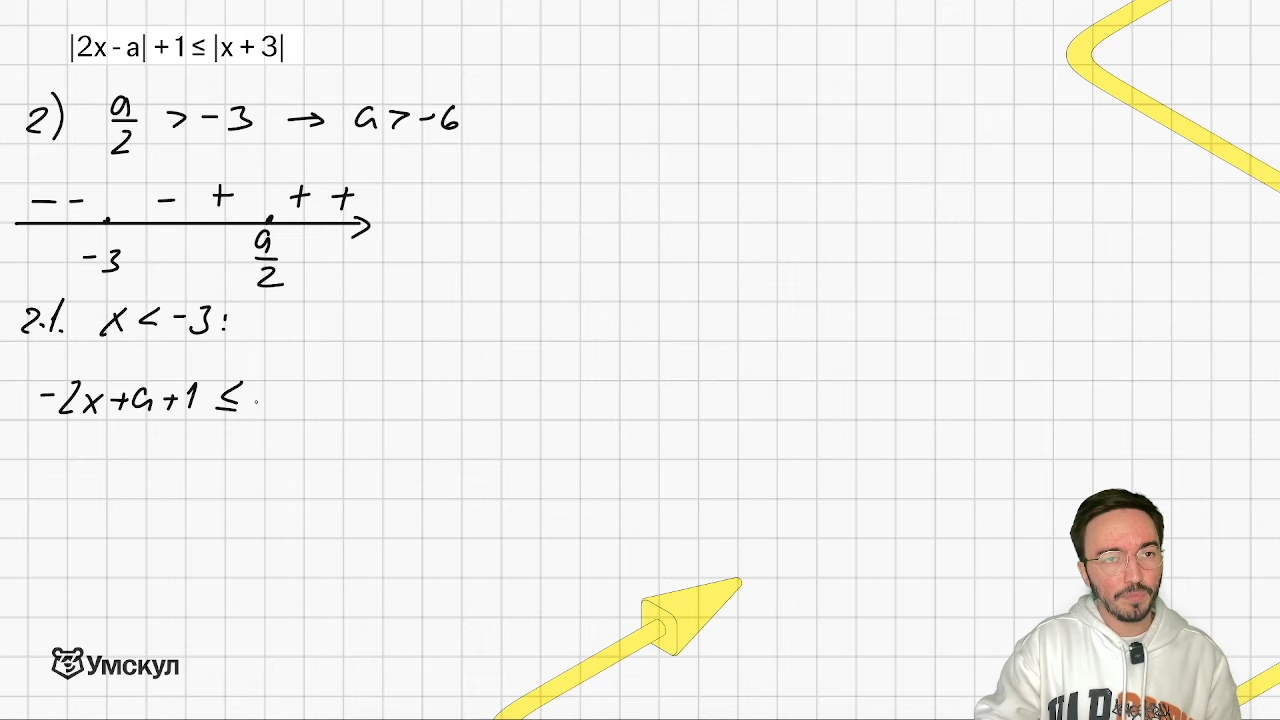 |2x - a| + 1 ≤ |x + 3|
2) a/2 > -3 → a > -6
- - - + + +
-3 a/2
2.1. x < -3:
-2x + a + 1 ≤
Умскул